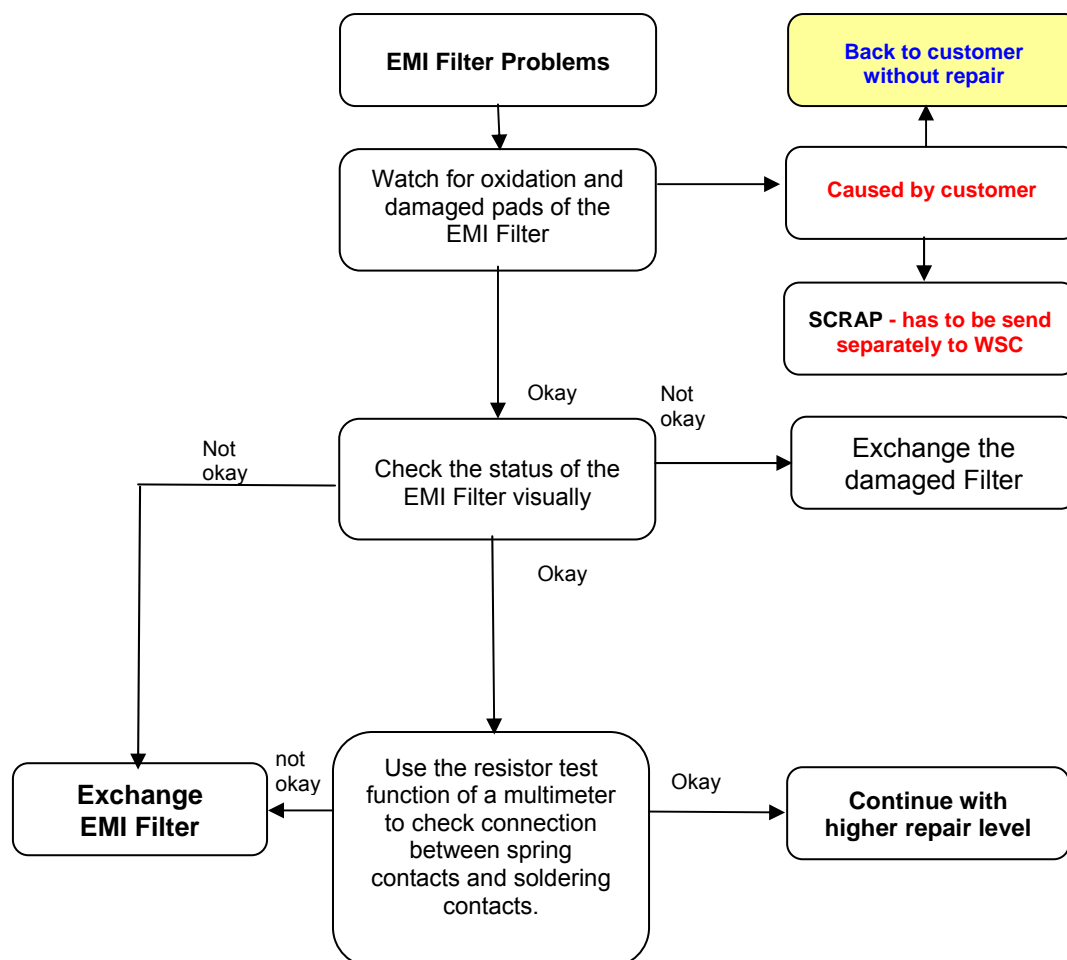 EMI Filter Problems
Back to customer
without repair
Watch for oxidation and
damaged pads of the
EMI Filter
Caused by customer
SCRAP - has to be send
separately to WSC
Okay
Not
okay
Not
okay
Check the status of the
EMI Filter visually
Exchange the
damaged Filter
Okay
Exchange
EMI Filter
not
okay
Use the resistor test
function of a multimeter
to check connection
between spring
contacts and soldering
contacts.
Okay
Continue with
higher repair level